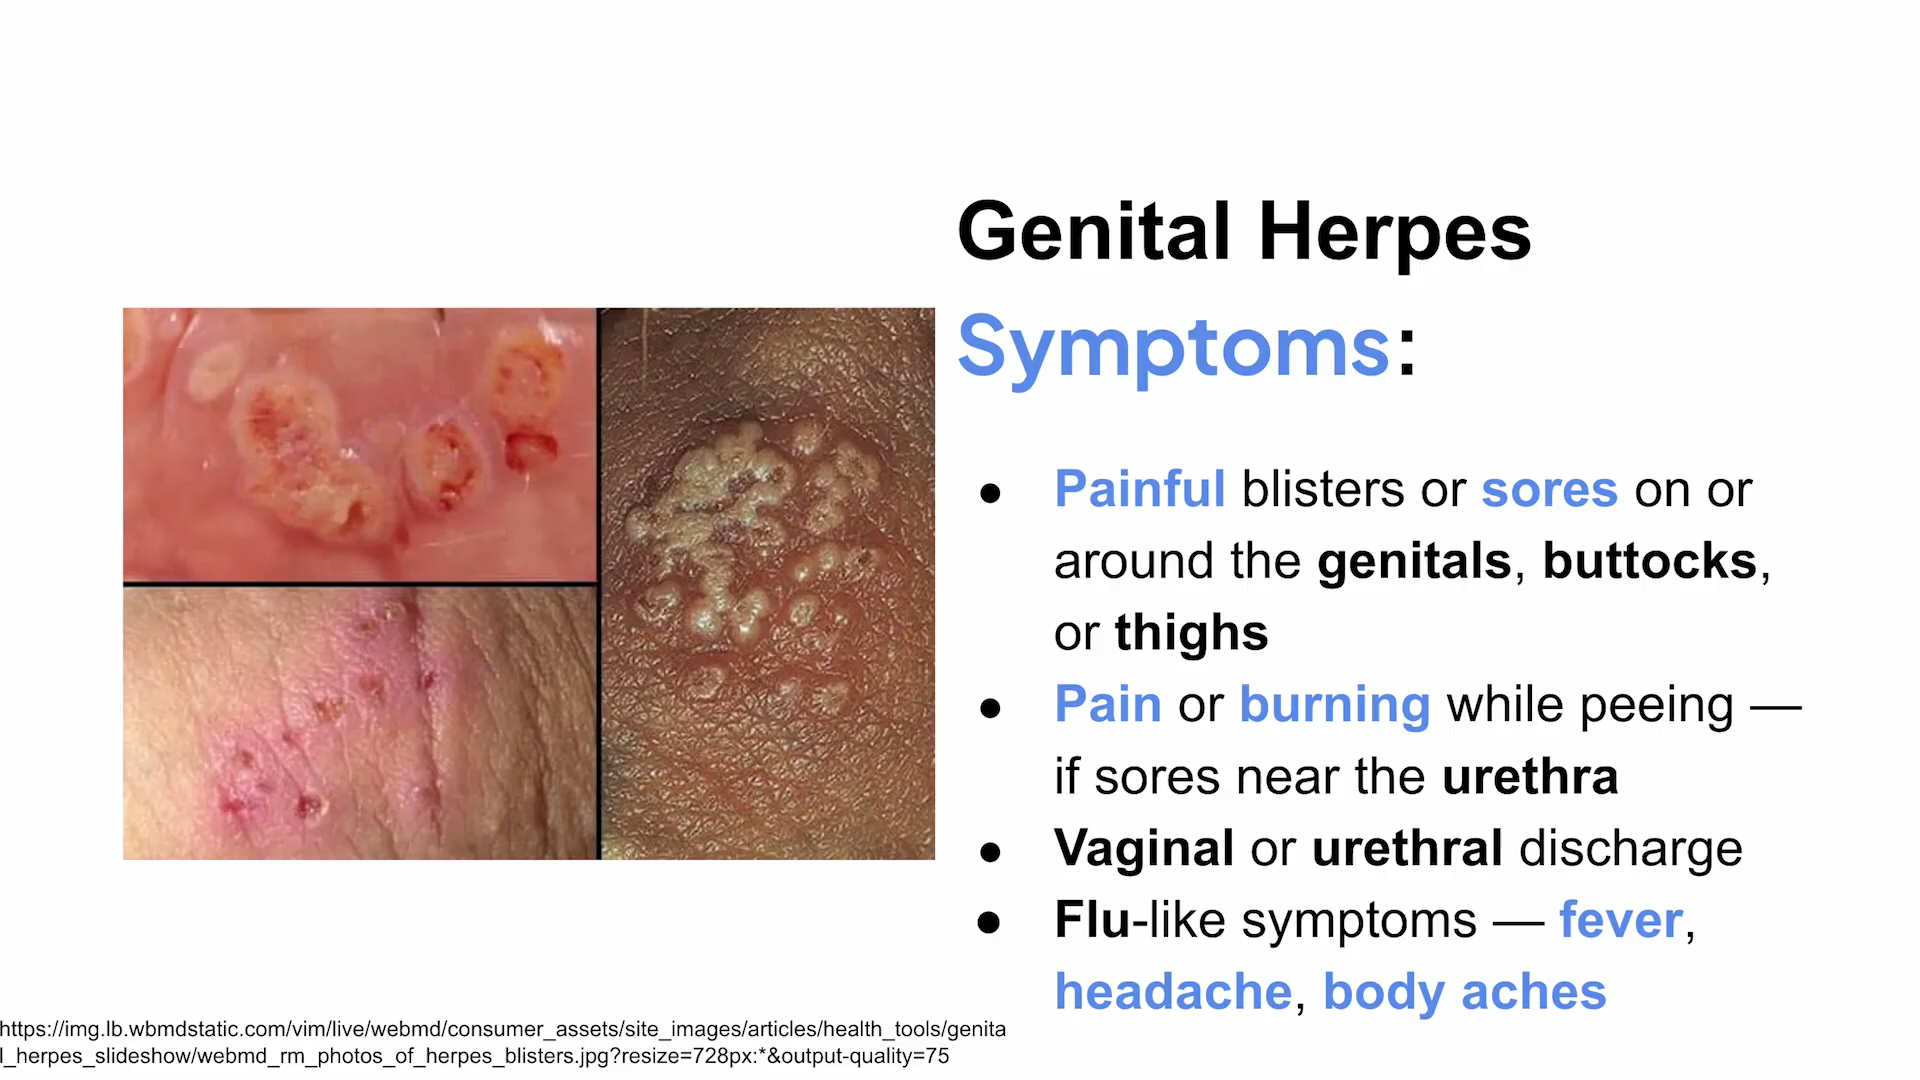 Genital Herpes
Symptoms:
● Painful blisters or sores on or
around the genitals, buttocks,
or thighs
● Pain or burning while peeing —
if sores near the urethra
● Vaginal or urethral discharge
● Flu-like symptoms — fever,
headache, body aches
https://img.lb.wbmdstatic.com/vim/live/webmd/consumer_assets/site_images/articles/health_tools/genita
l_herpes_slideshow/webmd_rm_photos_of_herpes_blisters.jpg?resize=728px:*&output-quality=75